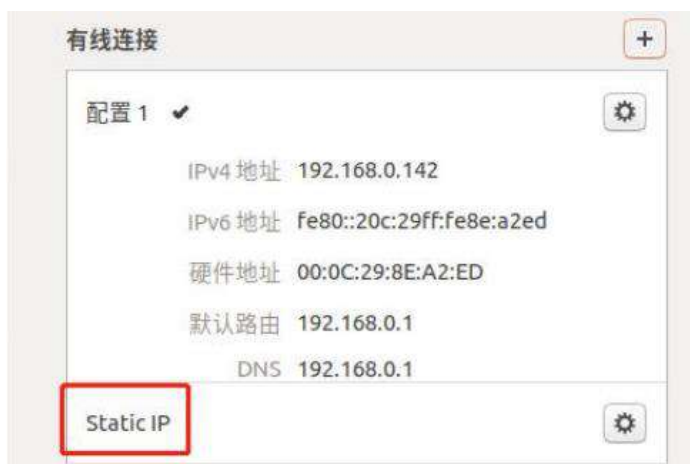 有线连接
配置 1
IPv4 地址 192.168.0.142
IPv6 地址 fe80::20c:29ff:fe8e:a2ed
硬件地址 00:0C:29:8E:A2:ED
默认路由 192.168.0.1
DNS 192.168.0.1
Static IP